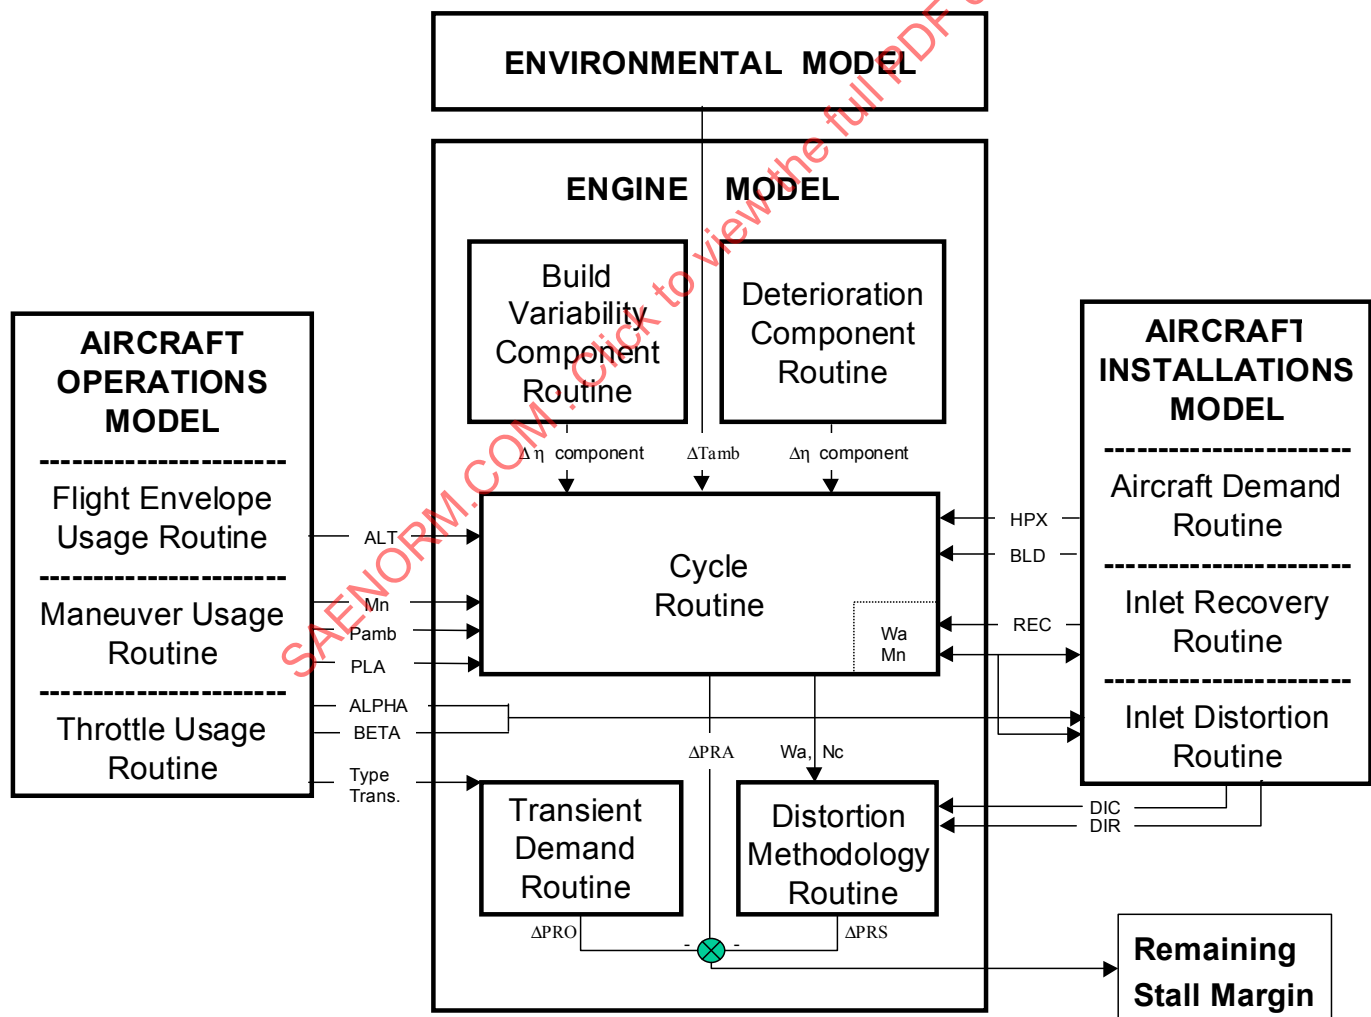 ENVIRONMENTAL MODEL
ENGINE MODEL
Build
Variability
Component
Routine
Deterioration
Component
Routine
AIRCRAFT
OPERATIONS
MODEL
Flight Envelope
Usage Routine
Maneuver Usage
Routine
Throttle Usage
Routine
AIRCRAFT
INSTALLATIONS
MODEL
Aircraft Demand
Routine
Inlet Recovery
Routine
Inlet Distortion
Routine
Δ η component
ΔTamb
Δη component
ALT
Mn
Pamb
PLA
ALPHA
BETA
Type
Trans.
Cycle
Routine
Wa
Mn
HPX
BLD
REC
ΔPRA
Wa, Nc
DIC
DIR
Transient
Demand
Routine
Distortion
Methodology
Routine
ΔPRO
-
-
ΔPRS
Remaining
Stall Margin
SAENORM.COM : Click to view the full PDF